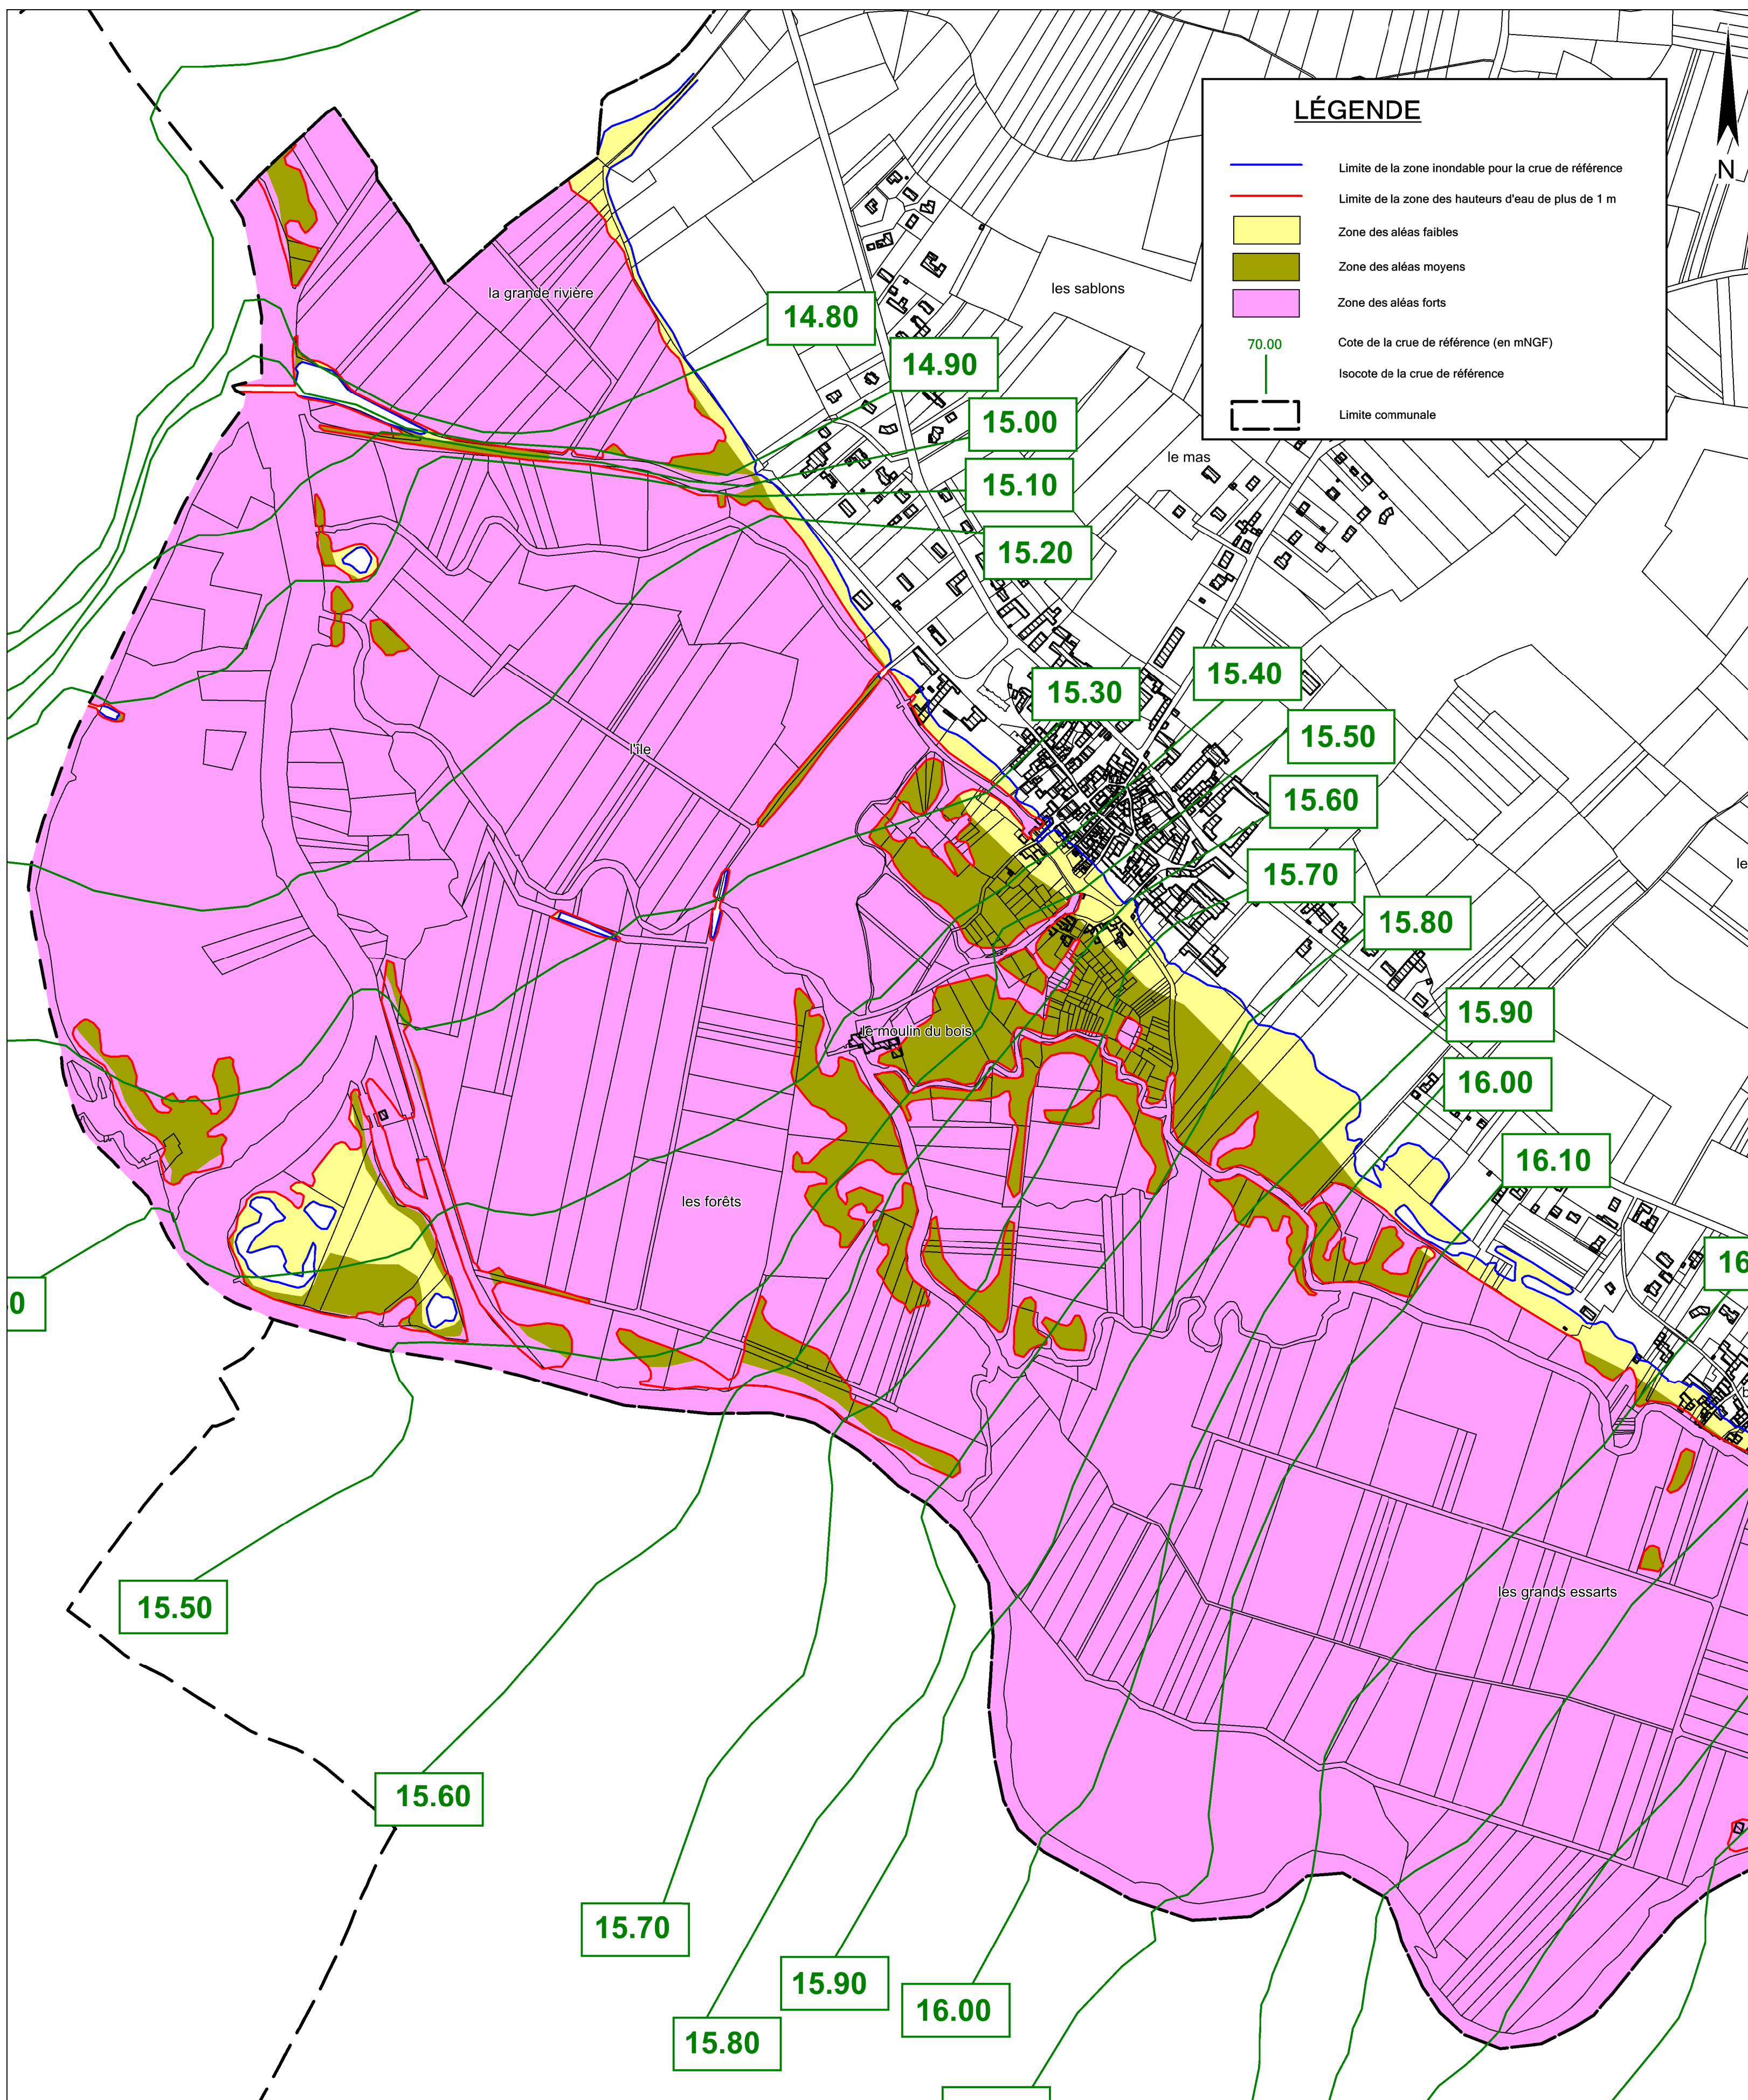 LÉGENDE
Limite de la zone inondable pour la crue de référence
Limite de la zone des hauteurs d'eau de plus de 1 m
Zone des aléas faibles
Zone des aléas moyens
Zone des aléas forts
70.00
Cote de la crue de référence (en mNGF)
Isocote de la crue de référence
Limite communale
N
la grande rivière
les sablons
14.80
14.90
15.00
le mas
15.10
15.20
15.40
15.30
15.50
l'île
15.60
le
15.70
15.80
15.90
le moulin du bois
16.00
16.10
les forêts
16
0
15.50
les grands essarts
15.60
15.70
15.90
16.00
15.80